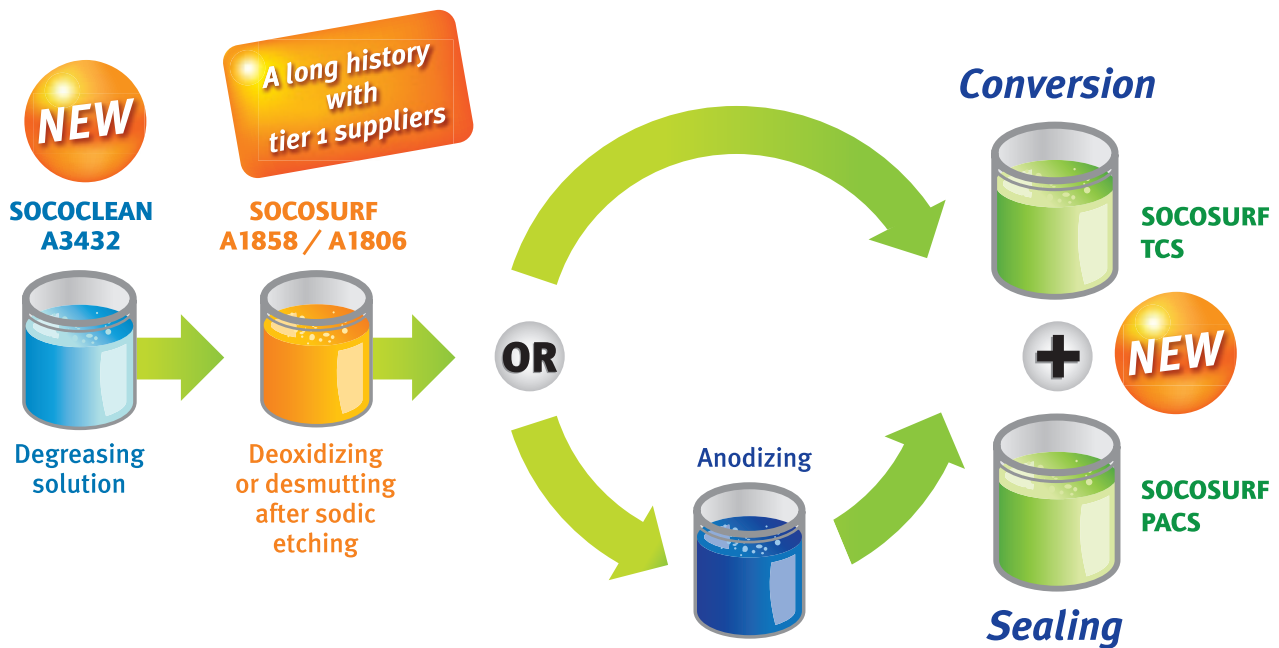 NEW
SOCOCLEAN
A3432
Degreasing
solution
A long history
with
tier 1 suppliers
SOCOSURF
A1858 / A1806
Deoxidizing
or desmutting
after sodic
etching
OR
Anodizing
Conversion
SOCOSURF
TCS
+
NEW
SOCOSURF
PACS
Sealing